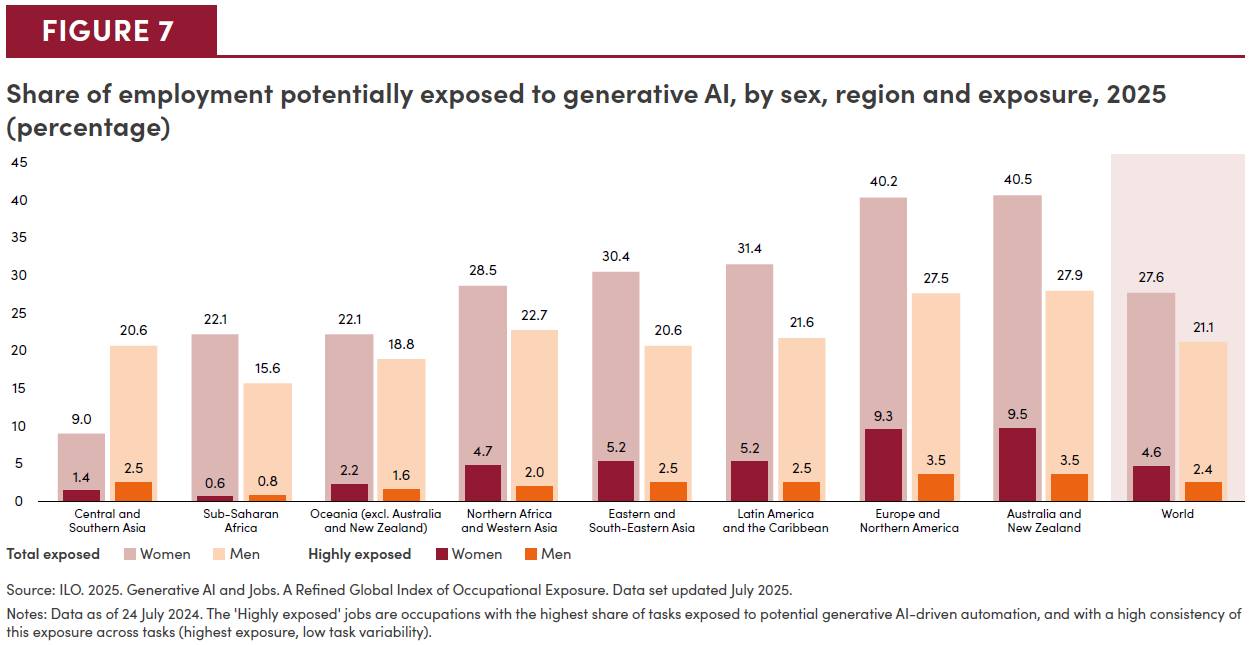 FIGURE 7
Share of employment potentially exposed to generative AI, by sex, region and exposure, 2025
(percentage)
45
40
35
30
25
20
15
10
5
0
9.0
1.4
20.6
2.5
22.1
0.6
15.6
0.8
22.1
2.2
18.8
1.6
28.5
4.7
22.7
2.0
30.4
5.2
20.6
2.5
31.4
5.2
21.6
2.5
40.2
9.3
27.5
3.5
40.5
9.5
27.9
3.5
27.6
4.6
21.1
2.4
Central and
Southern Asia
Sub-Saharan
Africa
Oceania (excl. Australia
and New Zealand)
Northern Africa
and Western Asia
Eastern and
South-Eastern Asia
Latin America
and the Caribbean
Europe and
Northern America
Australia and
New Zealand
World
Total exposed Women Men Highly exposed Women Men
Source: ILO. 2025. Generative AI and Jobs. A Refined Global Index of Occupational Exposure. Data set updated July 2025.
Notes: Data as of 24 July 2024. The 'Highly exposed' jobs are occupations with the highest share of tasks exposed to potential generative AI-driven automation, and with a high consistency of
this exposure across tasks (highest exposure, low task variability).